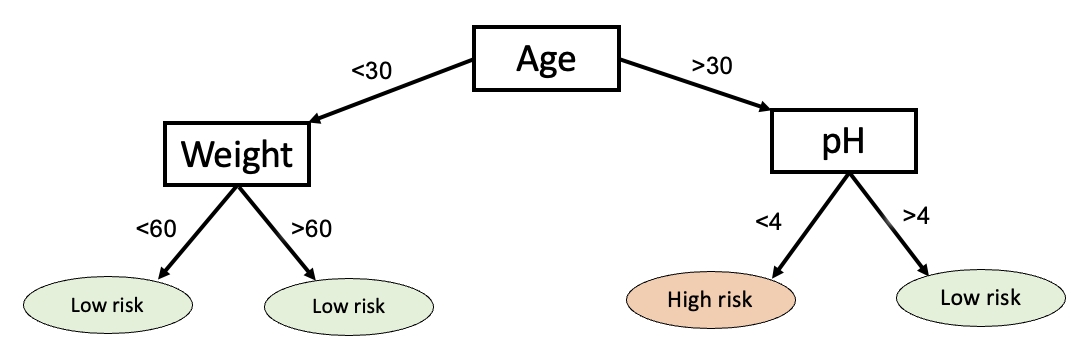 Age
<30
>30
Weight
pH
<60
>60
<4
>4
Low risk
Low risk
High risk
Low risk